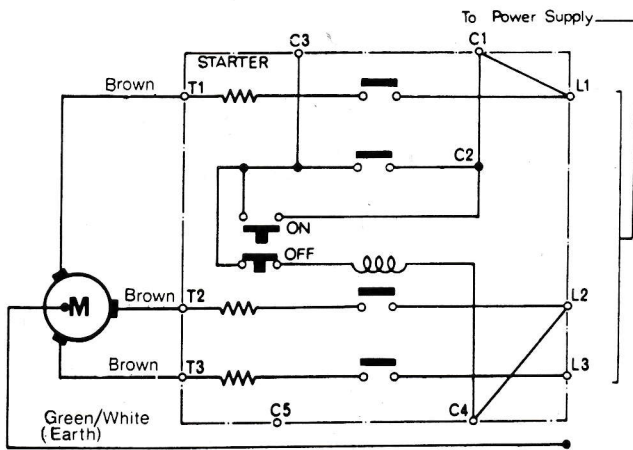 To Power Supply
C3
C1
STARTER
Brown
T1
L1
C2
ON
OFF
M
Brown
T2
L2
Brown
T3
L3
Green/White
(Earth)
C5
C4